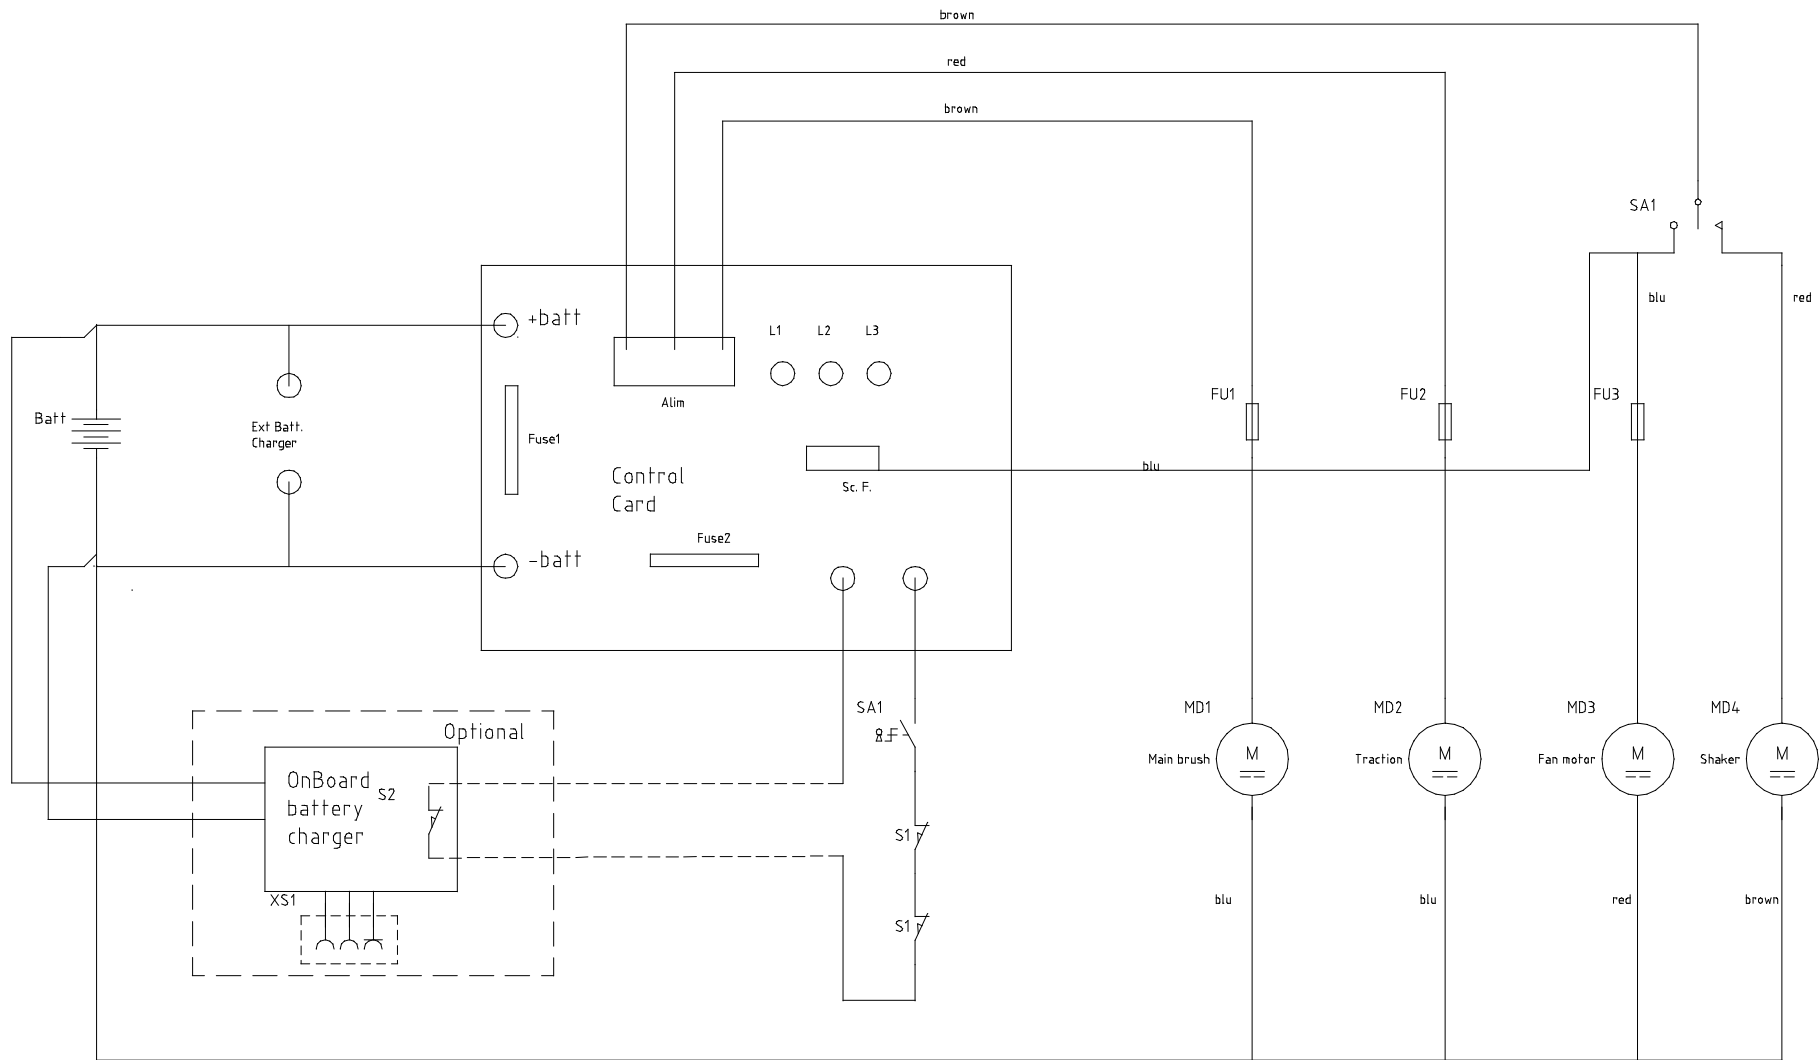 brown
red
brown
SA1
blu
red
+batt
L1
L2
L3
Alim
Batt
Ext Batt.
Charger
Fuse1
FU1
FU2
FU3
Control
Card
blu
Sc. F.
Fuse2
-batt
SA1
MD1
MD2
MD3
MD4
Optional
M
M
M
M
Main brush
Traction
Fan motor
Shaker
OnBoard
battery
charger
S2
S1
XS1
blu
blu
red
brown
S1